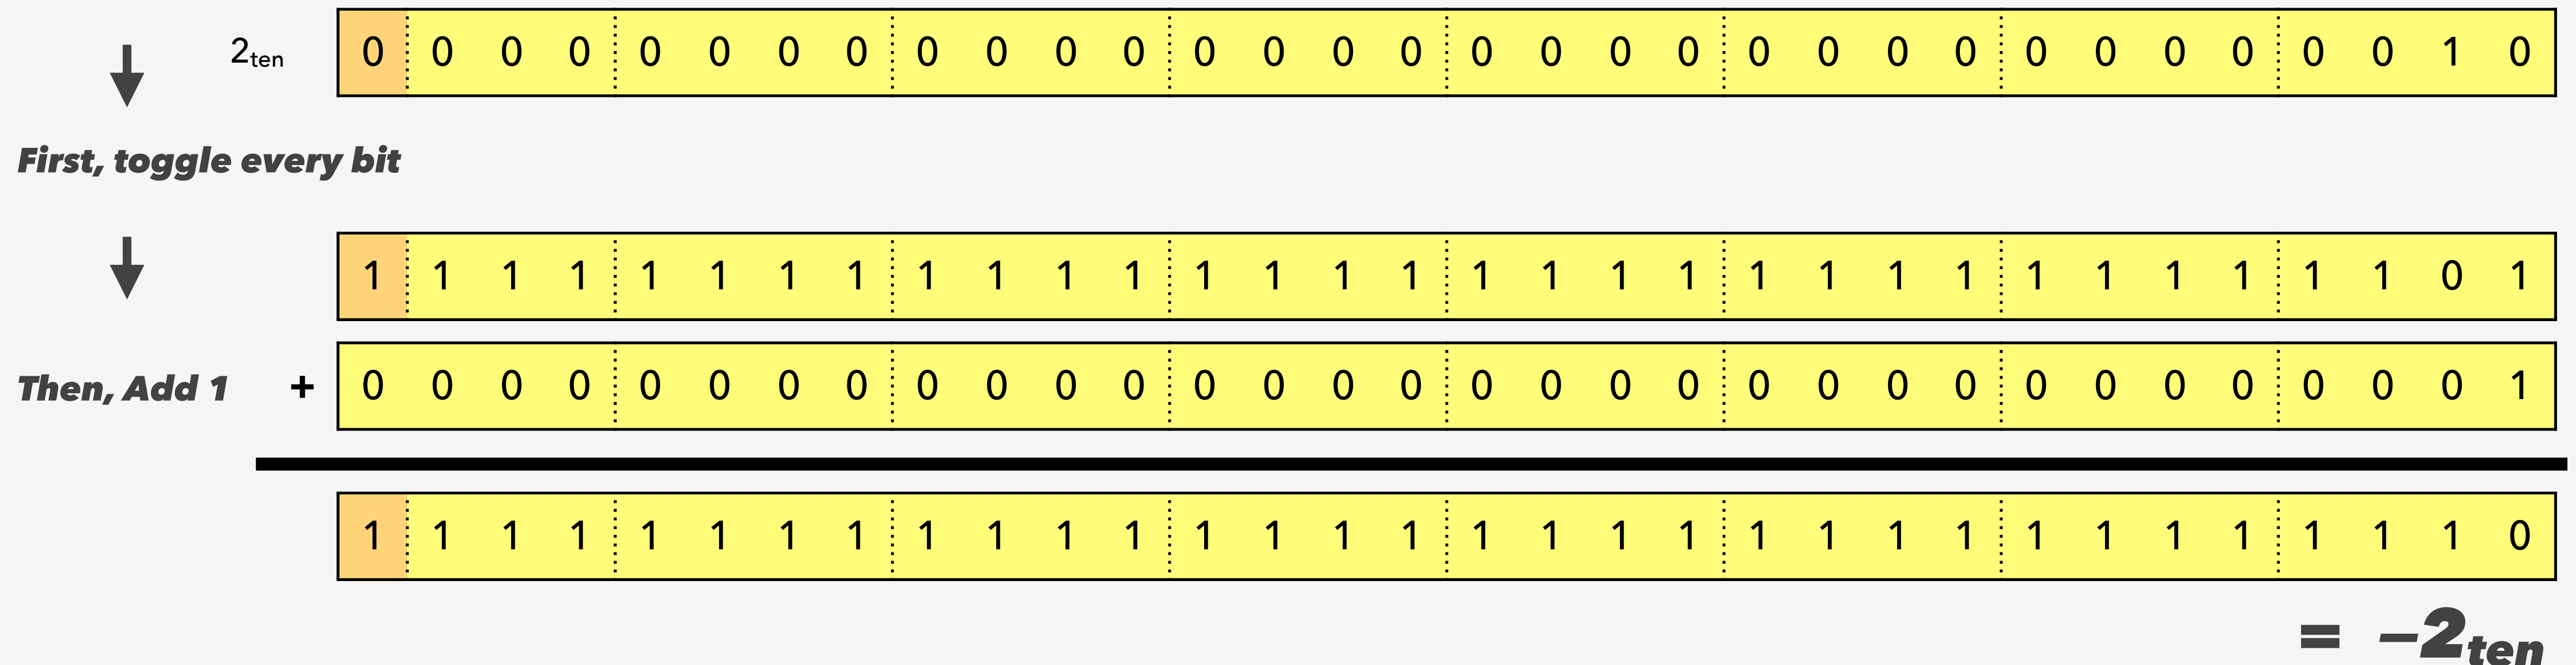 2ten 0 0 0 0 0 0 0 0 0 0 0 0 0 0 0 0 0 0 0 0 0 0 0 0 0 0 0 0 0 0 1 0
First, toggle every bit
1 1 1 1 1 1 1 1 1 1 1 1 1 1 1 1 1 1 1 1 1 1 1 1 1 1 1 1 1 1 0 1
Then, Add 1 + 0 0 0 0 0 0 0 0 0 0 0 0 0 0 0 0 0 0 0 0 0 0 0 0 0 0 0 0 0 0 0 1
1 1 1 1 1 1 1 1 1 1 1 1 1 1 1 1 1 1 1 1 1 1 1 1 1 1 1 1 1 1 1 0
= –2ten